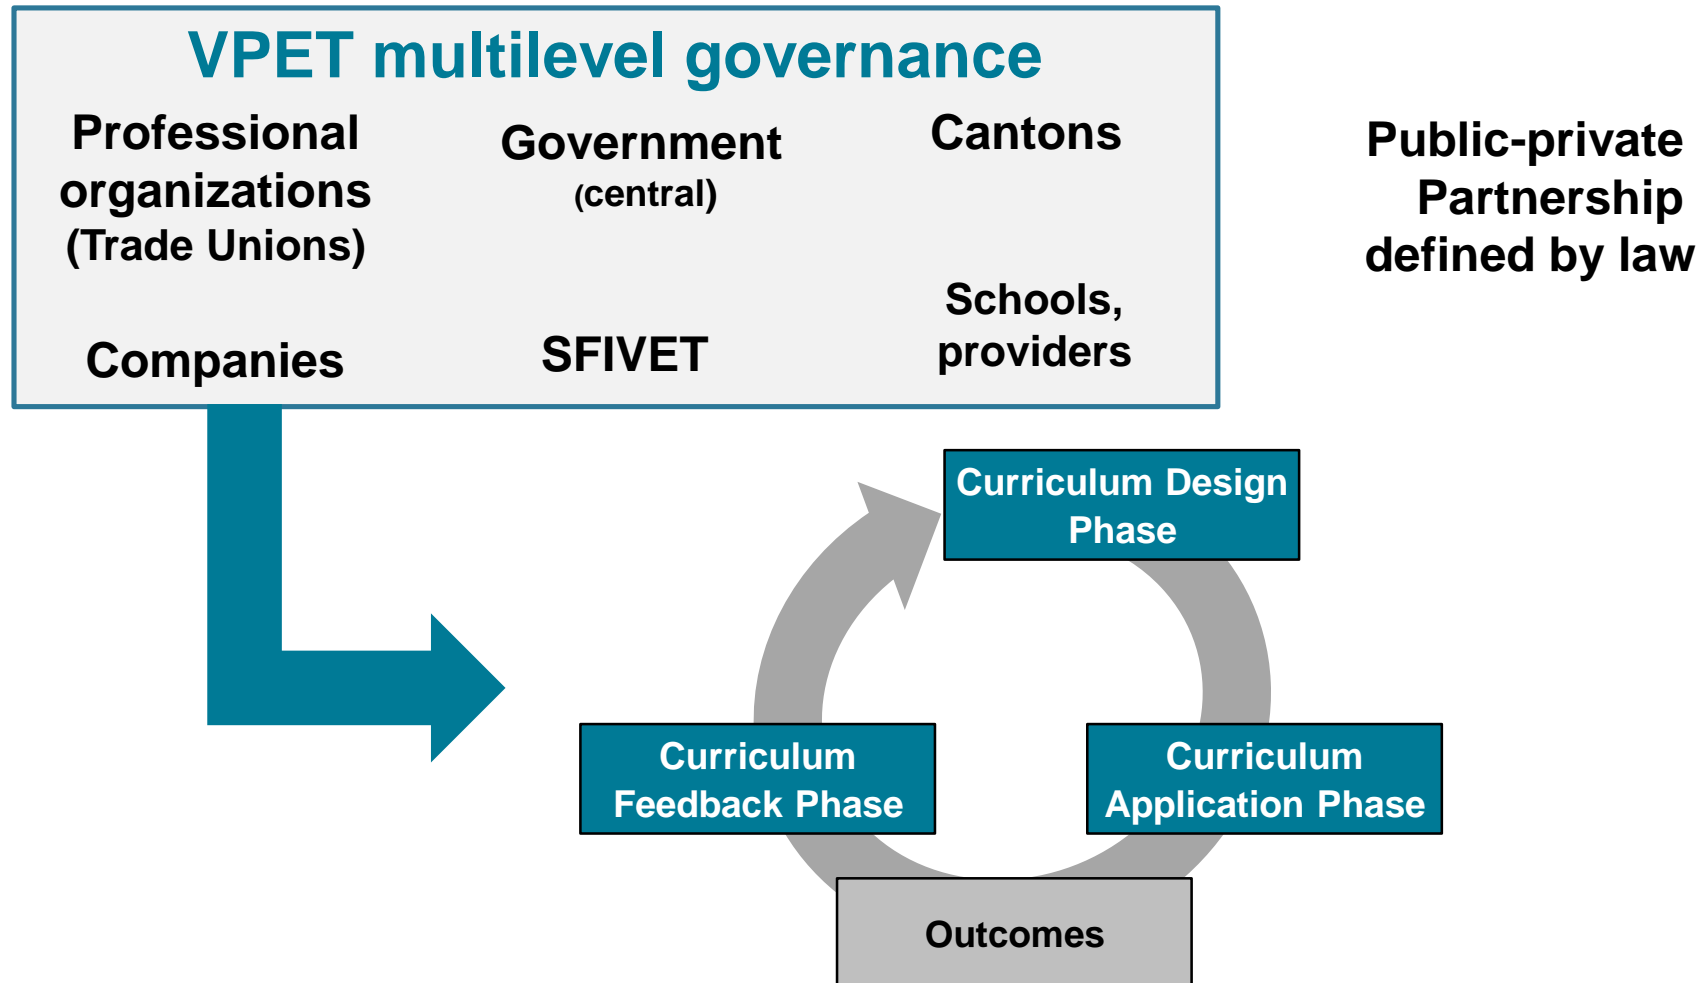 VPET multilevel governance
Professional
organizations
(Trade Unions)
Government
(central)
Cantons
Public-private
Partnership
defined by law
Companies
SFIVET
Schools,
providers
Curriculum Design
Phase
Curriculum
Feedback Phase
Curriculum
Application Phase
Outcomes